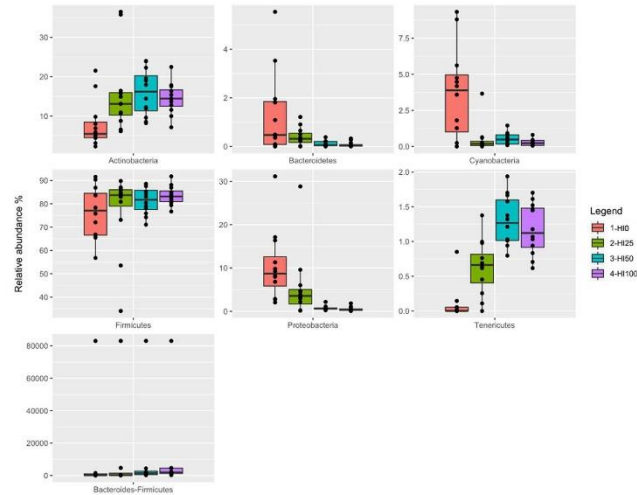 30
20
10
0
Actinobacteria
4
2
0
Bacteroidetes
7.5
5.0
2.5
0.0
Cyanobacteria
Relative abundance %
90
80
70
60
50
40
Firmicutes
30
20
10
0
Proteobacteria
2.0
1.5
1.0
0.5
0.0
Tenericutes
Legend
1-HI0
2-HI25
3-HI50
4-HI100
80000
60000
40000
20000
0
Bacteroides-Firmicutes